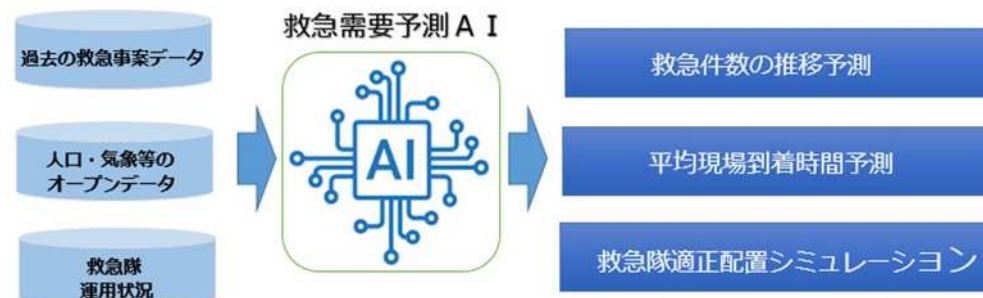 過去の救急事案データ
人口・気象等の
オープンデータ
救急隊
運用状況
救急需要予測ＡＩ
AI
救急件数の推移予測
平均現場到着時間予測
救急隊適正配置シミュレーション